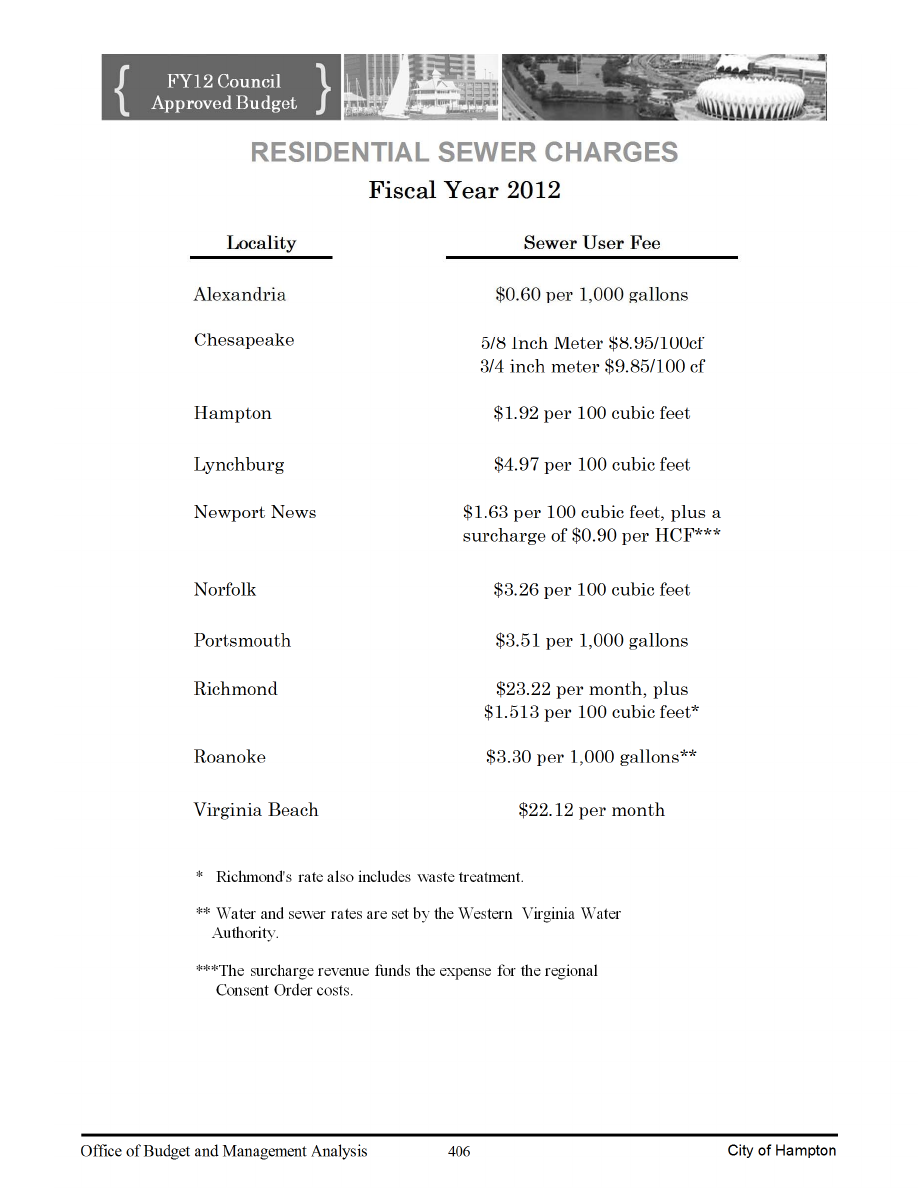 FY12 Council
Approved Budget
RESIDENTIAL SEWER CHARGES
Fiscal Year 2012
Locality Sewer User Fee
Alexandria $0.60 per 1,000 gallons
Chesapeake 5/8 Inch Meter $8.95/100cf
3/4 inch meter $9.85/100 cf
Hampton $1.92 per 100 cubic feet
Lynchburg $4.97 per 100 cubic feet
Newport News $1.63 per 100 cubic feet, plus a
surcharge of $0.90 per HCF***
Norfolk $3.26 per 100 cubic feet
Portsmouth $3.51 per 1,000 gallons
Richmond $23.22 per month, plus
$1.513 per 100 cubic feet*
Roanoke $3.30 per 1,000 gallons**
Virginia Beach $22.12 per month
* Richmond's rate also includes waste treatment.
** Water and sewer rates are set by the Western Virginia Water
Authority.
***The surcharge revenue funds the expense for the regional
Consent Order costs.
Office of Budget and Management Analysis 406 City of Hampton